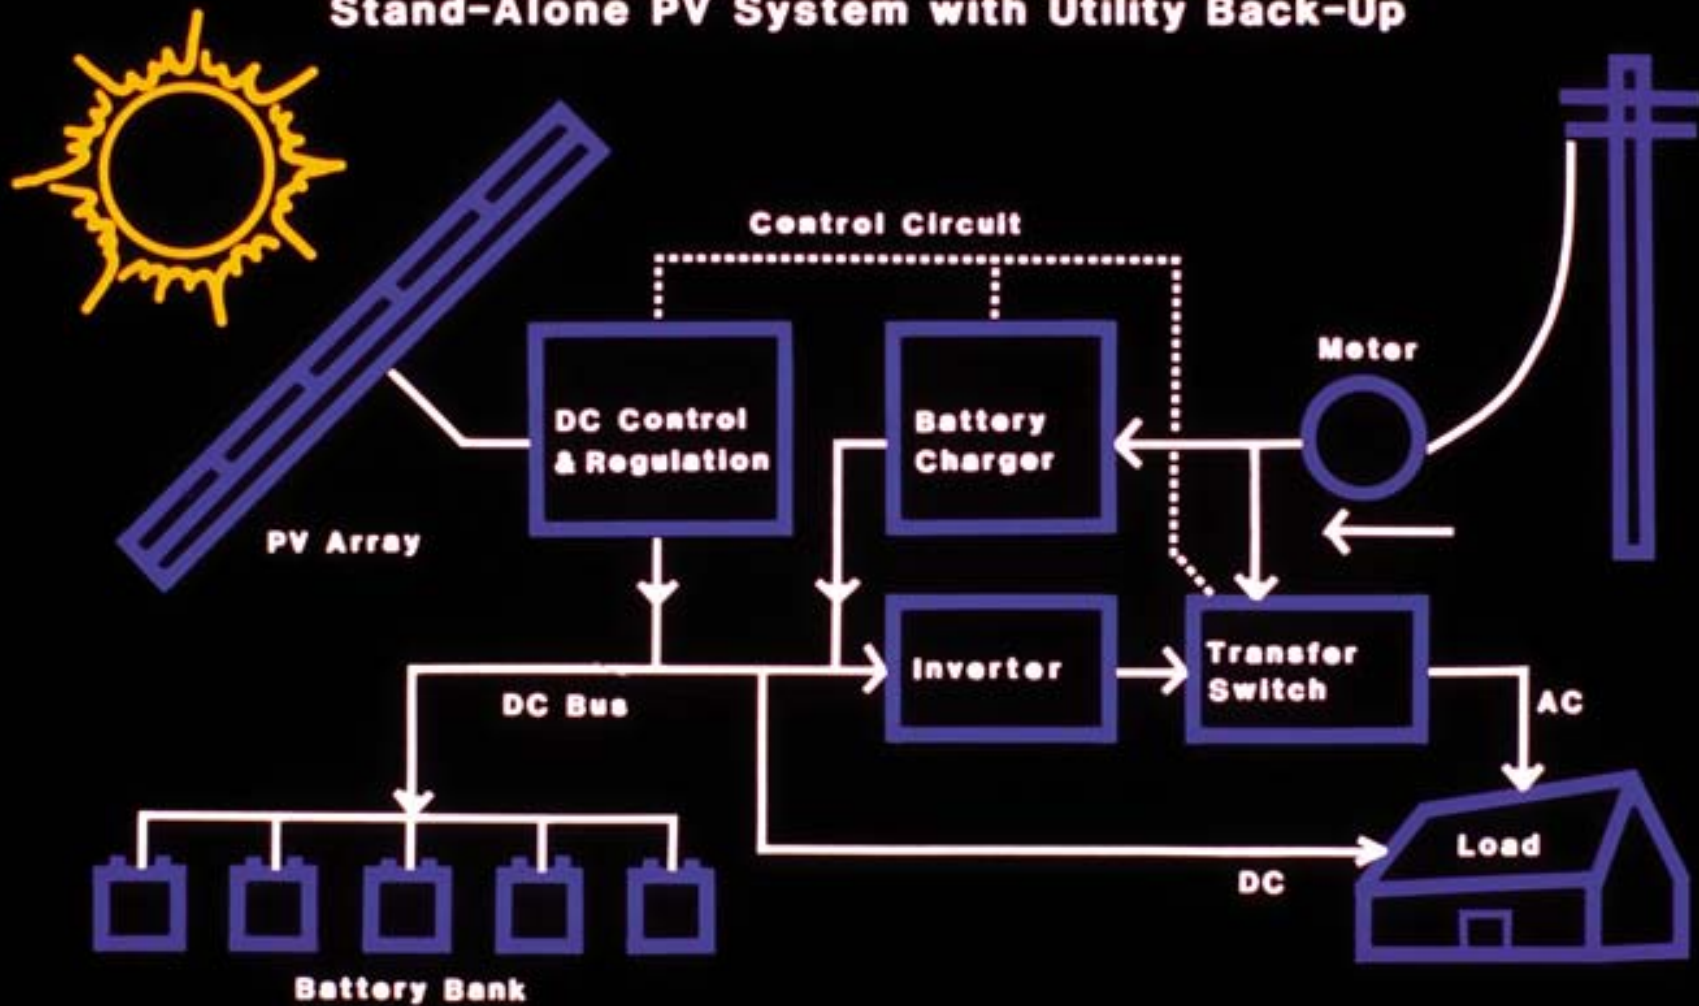 Stand-Alone PV System with Utility Back-Up
Control Circuit
Meter
DC Control
& Regulation
Battery
Charger
PV Array
Inverter
Transfer
Switch
DC Bus
AC
Load
DC
Battery Bank